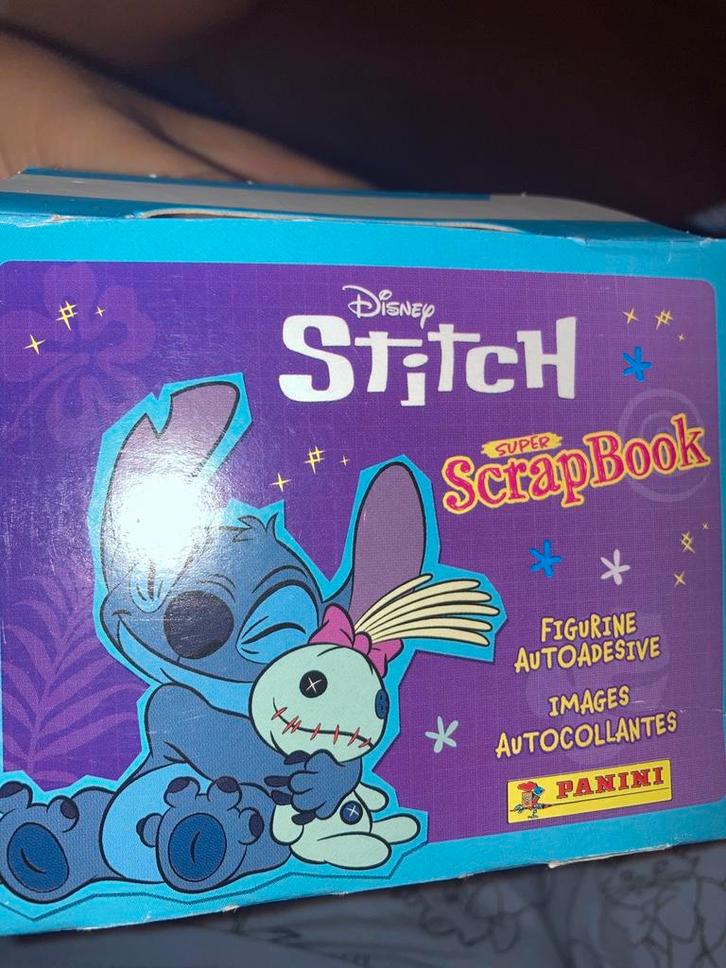 Disney
Stitch
SUPER
ScrapBook
FIGURINE
AUTOADESIVE
IMAGES
AUTOCOLLANTES
PANINI